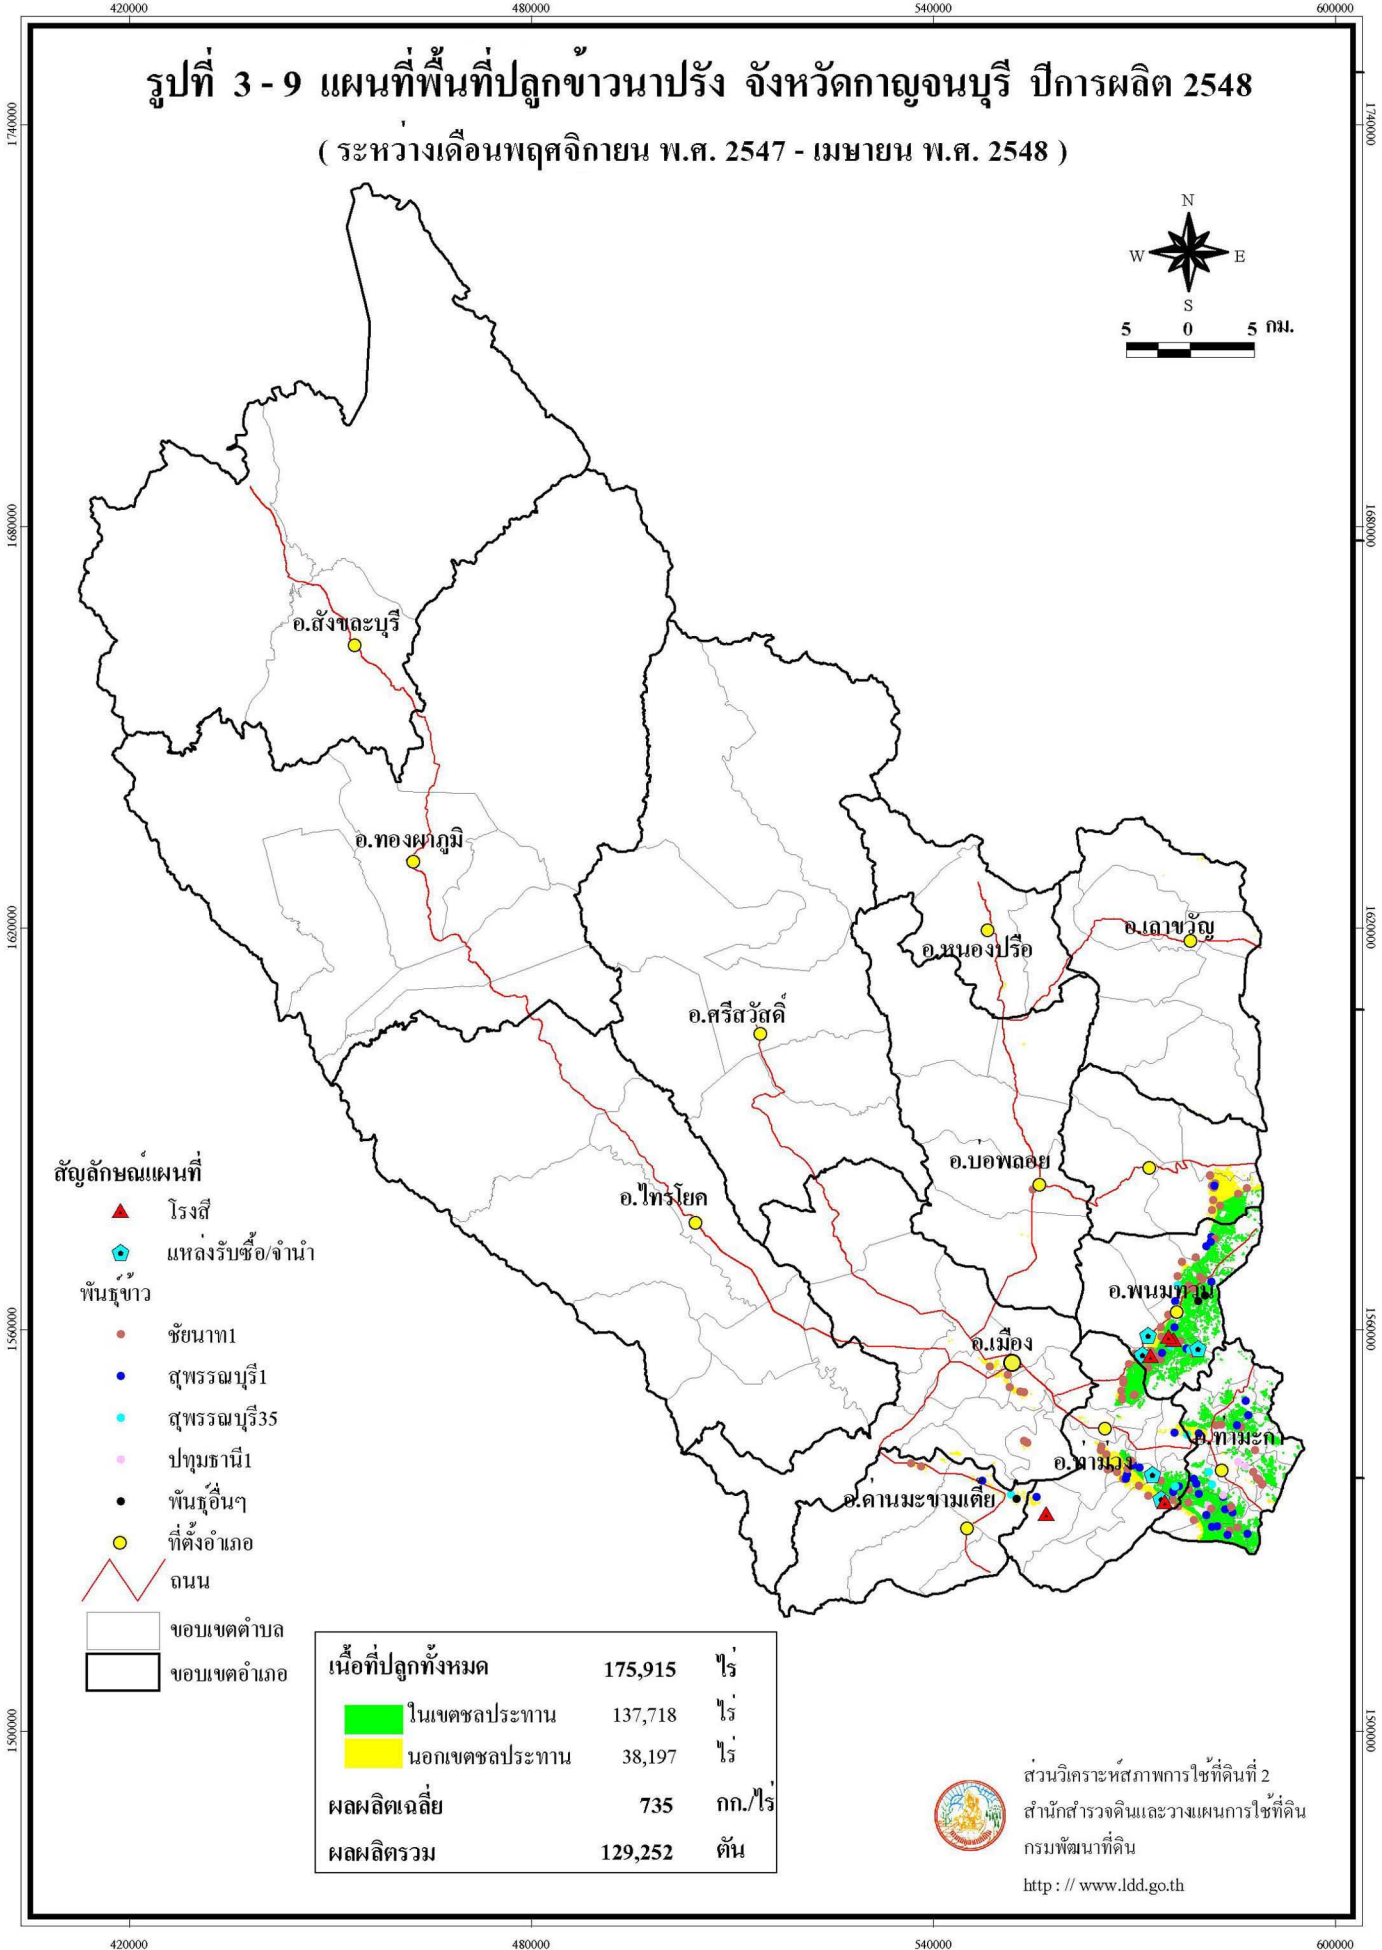 420000 480000 540000 600000
รูปที่ 3 - 9 แผนที่พื้นที่ปลูกข้าวนาปรัง จังหวัดกาญจนบุรี ปีการผลิต 2548
( ระหว่างเดือนพฤศจิกายน พ.ศ. 2547 - เมษายน พ.ศ. 2548 )
1740000 1740000
N
W E
S
5 0 5 กม.
1680000 1680000
อ.สังขละบุรี
อ.ทองผาภูมิ
1620000 1620000
อ.เลาขวัญ
อ.หนองปรือ
อ.ศรีสวัสดิ์
อ.บ่อพลอย
อ.ไทรโยค
อ.พนมทวน
1560000 1560000
อ.เมือง
อ.ท่ามะกา
อ.ท่าม่วง
อ.ด่านมะขามเตี้ย
สัญลักษณ์แผนที่
โรงสี
แหล่งรับซื้อ/จำนำ
พันธุ์ข้าว
ชัยนาท1
สุพรรณบุรี1
สุพรรณบุรี35
ปทุมธานี1
พันธุ์อื่นๆ
ที่ตั้งอำเภอ
ถนน
ขอบเขตตำบล
ขอบเขตอำเภอ
เนื้อที่ปลูกทั้งหมด 175,915 ไร่
ในเขตชลประทาน 137,718 ไร่
นอกเขตชลประทาน 38,197 ไร่
ผลผลิตเฉลี่ย 735 กก./ไร่
ผลผลิตรวม 129,252 ตัน
1500000 1500000
ส่วนวิเคราะห์สภาพการใช้ที่ดินที่ 2
สำนักสำรวจดินและวางแผนการใช้ที่ดิน
กรมพัฒนาที่ดิน
http : // www.ldd.go.th
420000 480000 540000 600000